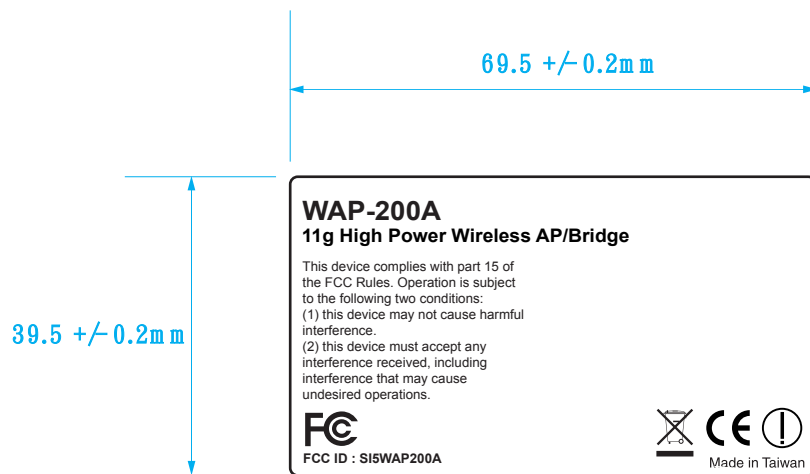 69.5 +/-0.2mm
WAP-200A
11g High Power Wireless AP/Bridge
This device complies with part 15 of
the FCC Rules. Operation is subject
to the following two conditions:
(1) this device may not cause harmful
interference.
39.5 +/-0.2mm
(2) this device must accept any
interference received, including
interference that may cause
undesired operations.
FC
CE
FCC ID : SI5WAP200A
Made in Taiwan